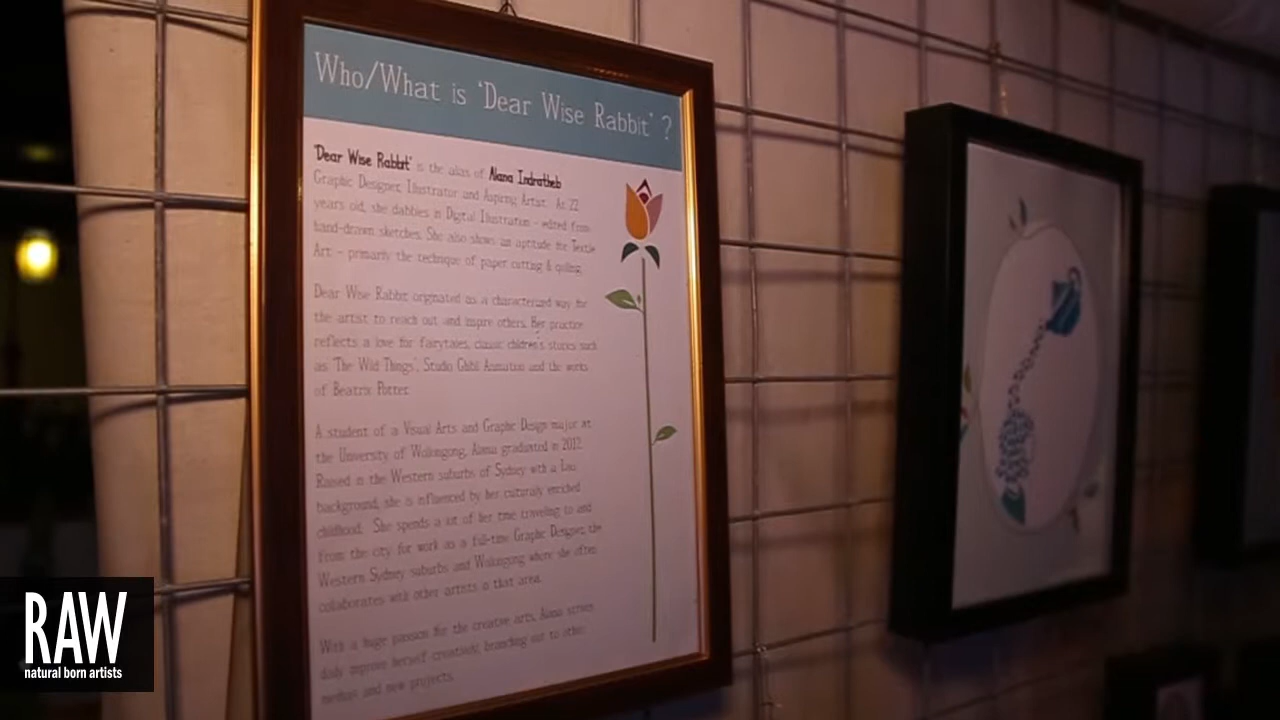 Who/What is 'Dear Wise Rabbit' ?
'Dear Wise Rabbit' is the alias of Alana Indratheb
Graphic Designer, Illustrator and Aspiring Artist. At 22
years old, she dabbles in Digital Illustration - edited from
hand-drawn sketches. She also shows an aptitude for Textile
Art - primarily the technique of paper cutting & quiling.
Dear Wise Rabbit originated as a characterized way for
the artist to reach out and inspire others. Her practice
reflects a love for fairytales, classic children's stories such
as 'The Wild Things', Studio Ghibli Animation and the works
of Beatrix Potter.
A student of a Visual Arts and Graphic Design major at
the University of Wollongong, Alana graduated in 2012.
Raised in the Western suburbs of Sydney with a Lao
background, she is influenced by her culturally enriched
childhood. She spends a lot of her time traveling to and
from the city for work as a full-time Graphic Designer, the
Western Sydney suburbs and Wollongong where she often
collaborates with other artists in that area.
With a huge passion for the creative arts, Alana strives
daily improve herself creatively, branching out to other
medias and new projects.
RAW
natural born artists